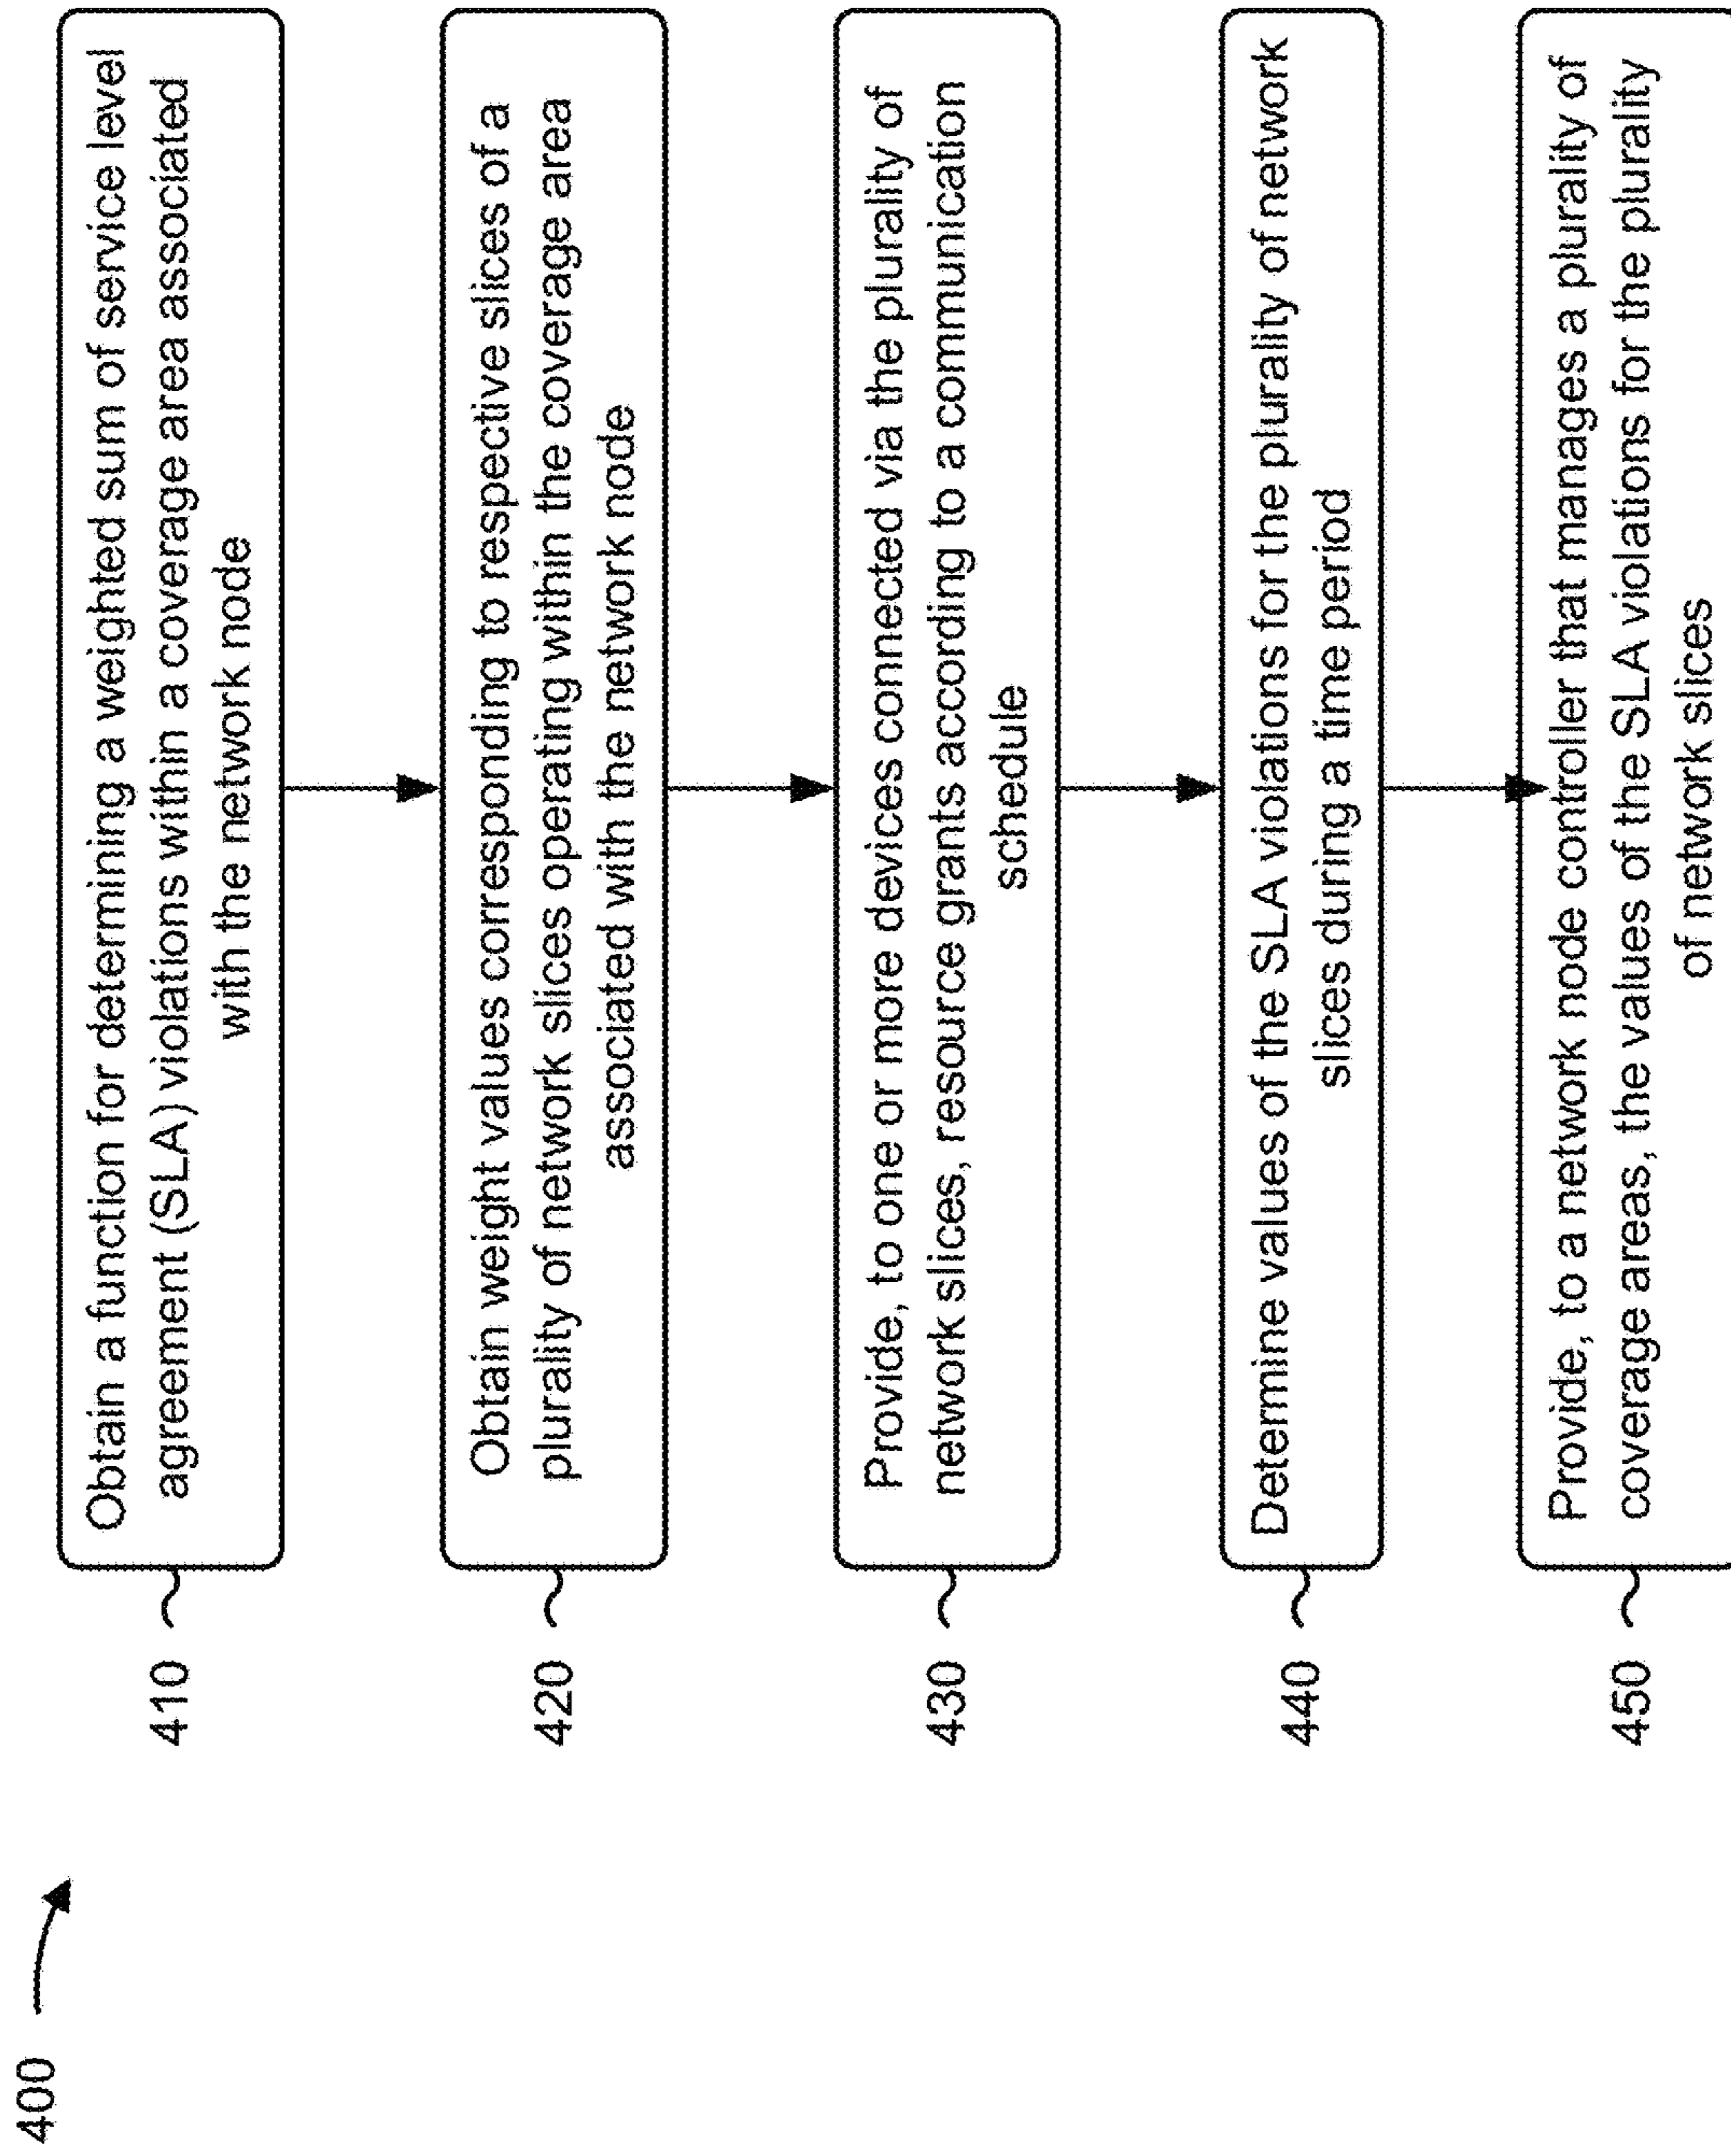 400
410
Obtain a function for determining a weighted sum of service level
agreement (SLA) violations within a coverage area associated
with the network node
420
Obtain weight values corresponding to respective slices of a
plurality of network slices operating within the coverage area
associated with the network node
430
Provide, to one or more devices connected via the plurality of
network slices, resource grants according to a communication
schedule
440
Determine values of the SLA violations for the plurality of network
slices during a time period
450
Provide, to a network node controller that manages a plurality of
coverage areas, the values of the SLA violations for the plurality
of network slices